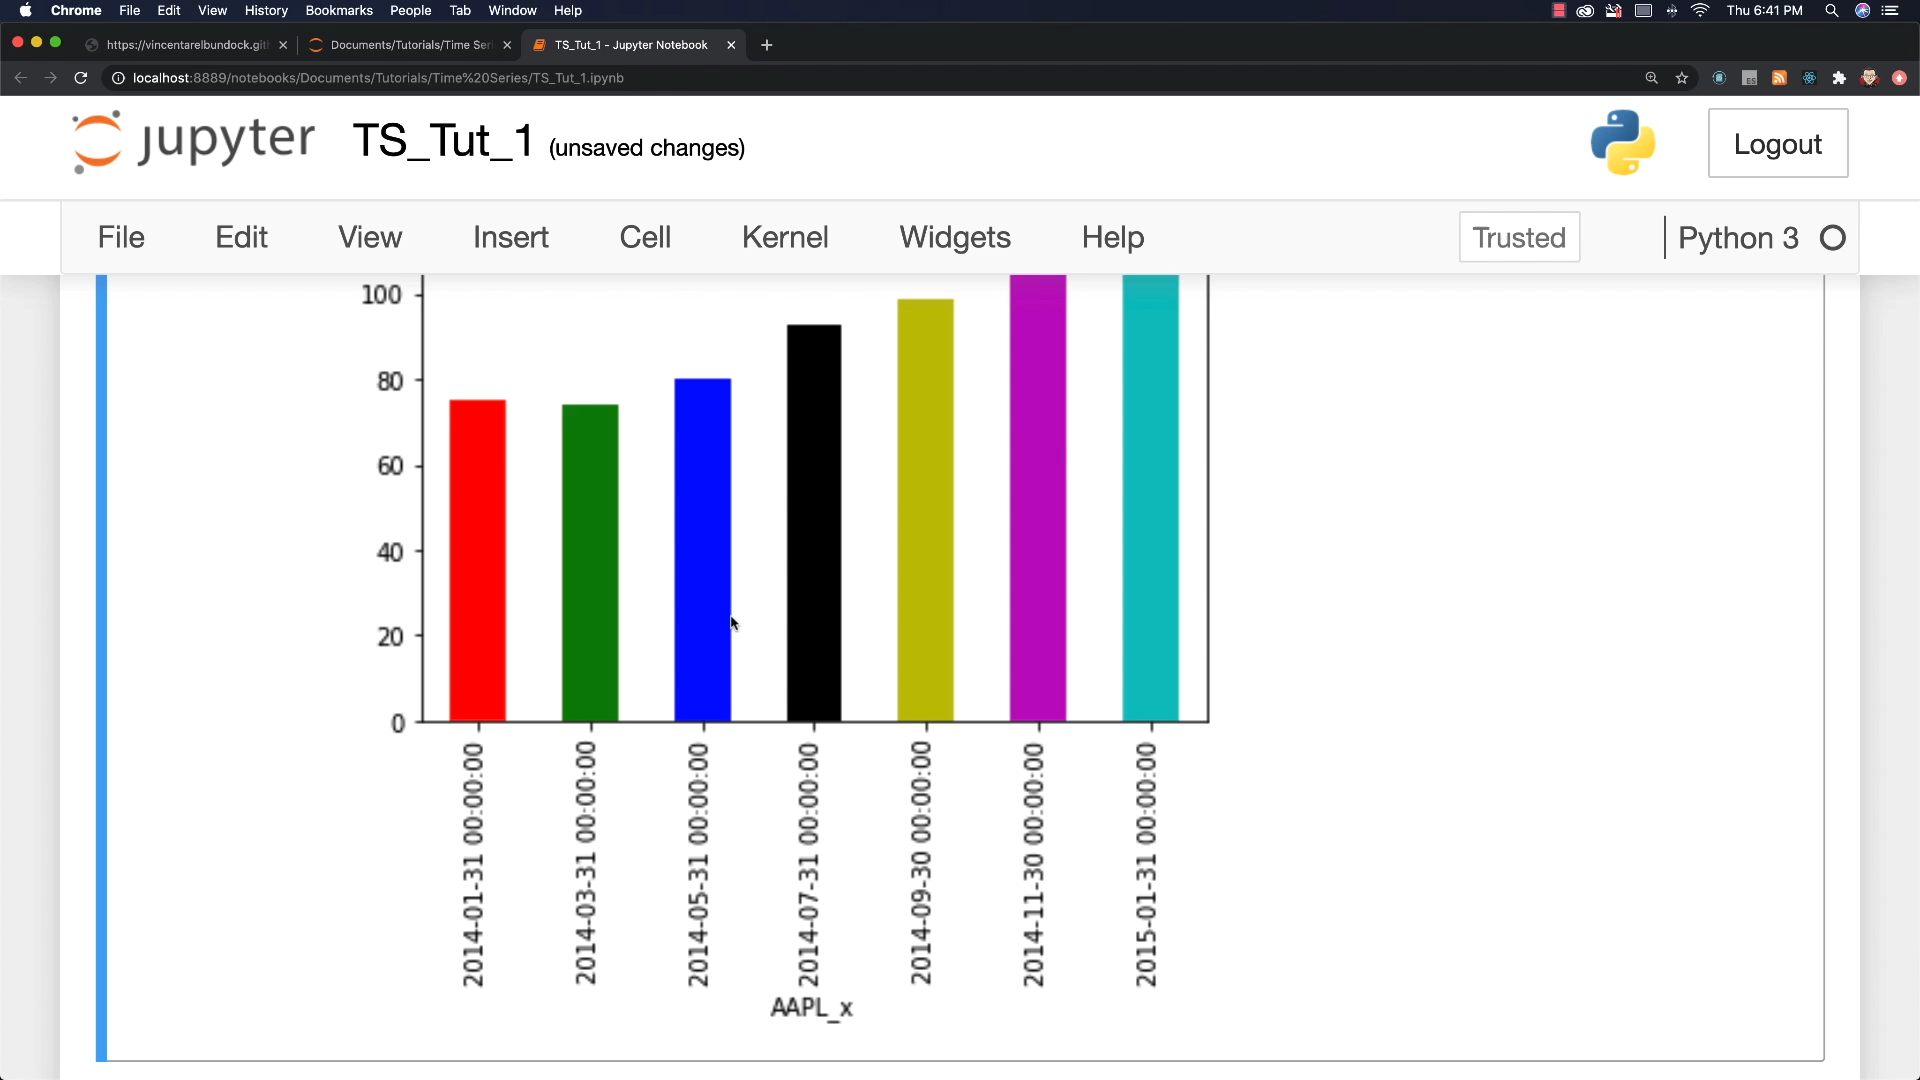 Chrome File Edit View History Bookmarks People Tab Window Help Thu 6:41 PM
https://vincentarelbundock.git Documents/Tutorials/Time Seri TS_Tut_1 - Jupyter Notebook
localhost:8889/notebooks/Documents/Tutorials/Time%20Series/TS_Tut_1.ipynb
jupyter TS_Tut_1 (unsaved changes) Logout
File Edit View Insert Cell Kernel Widgets Help Trusted Python 3
100
80
60
40
20
0
2014-01-31 00:00:00
2014-03-31 00:00:00
2014-05-31 00:00:00
2014-07-31 00:00:00
2014-09-30 00:00:00
2014-11-30 00:00:00
2015-01-31 00:00:00
AAPL_x